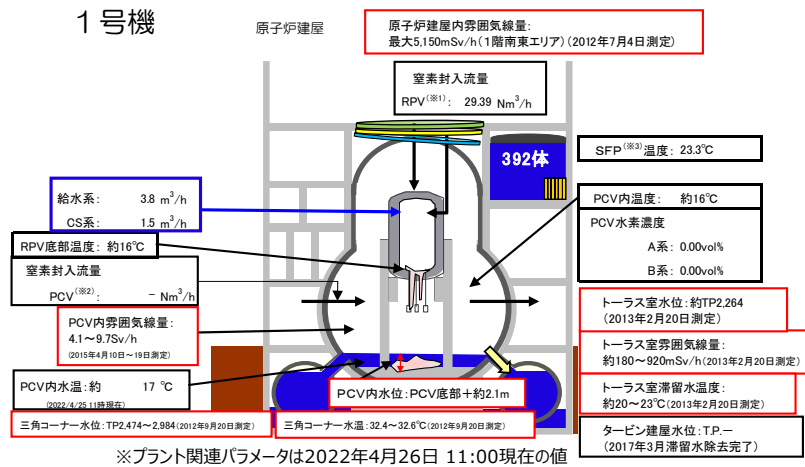 1号機
原子炉建屋
原子炉建屋内雰囲気線量:
最大5,150mSv/h(1階南東エリア)(2012年7月4日測定)
窒素封入流量
RPV(※1): 29.39 Nm3/h
392体
SFP(※3)温度: 23.3℃
給水系: 3.8 m3/h
CS系: 1.5 m3/h
PCV内温度: 約16℃
PCV水素濃度
A系: 0.00vol%
B系: 0.00vol%
RPV底部温度: 約16℃
窒素封入流量
PCV(※2): − Nm3/h
PCV内雰囲気線量:
4.1~9.7Sv/h
(2015年4月10日~19日測定)
トーラス室水位:約TP2,264
(2013年2月20日測定)
トーラス室雰囲気線量:
約180~920mSv/h(2013年2月20日測定)
PCV内水温:約 17 ℃
(2022/4/25 11時現在)
PCV内水位:PCV底部+約2.1m
トーラス室滞留水温度:
約20~23℃(2013年2月20日測定)
三角コーナー水位: TP2,474~2,984(2012年9月20日測定)
三角コーナー水温: 32.4~32.6℃(2012年9月20日測定)
タービン建屋水位: T.P.−
(2017年3月滞留水除去完了)
※プラント関連パラメータは2022年4月26日 11:00現在の値